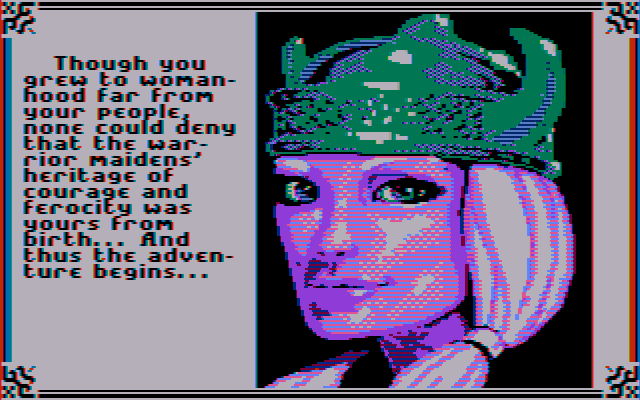 Though you
grew to woman-
hood far from
your people,
none could deny
that the war-
rior maidens'
heritage of
courage and
ferocity was
yours from
birth... And
thus the adven-
ture begins...